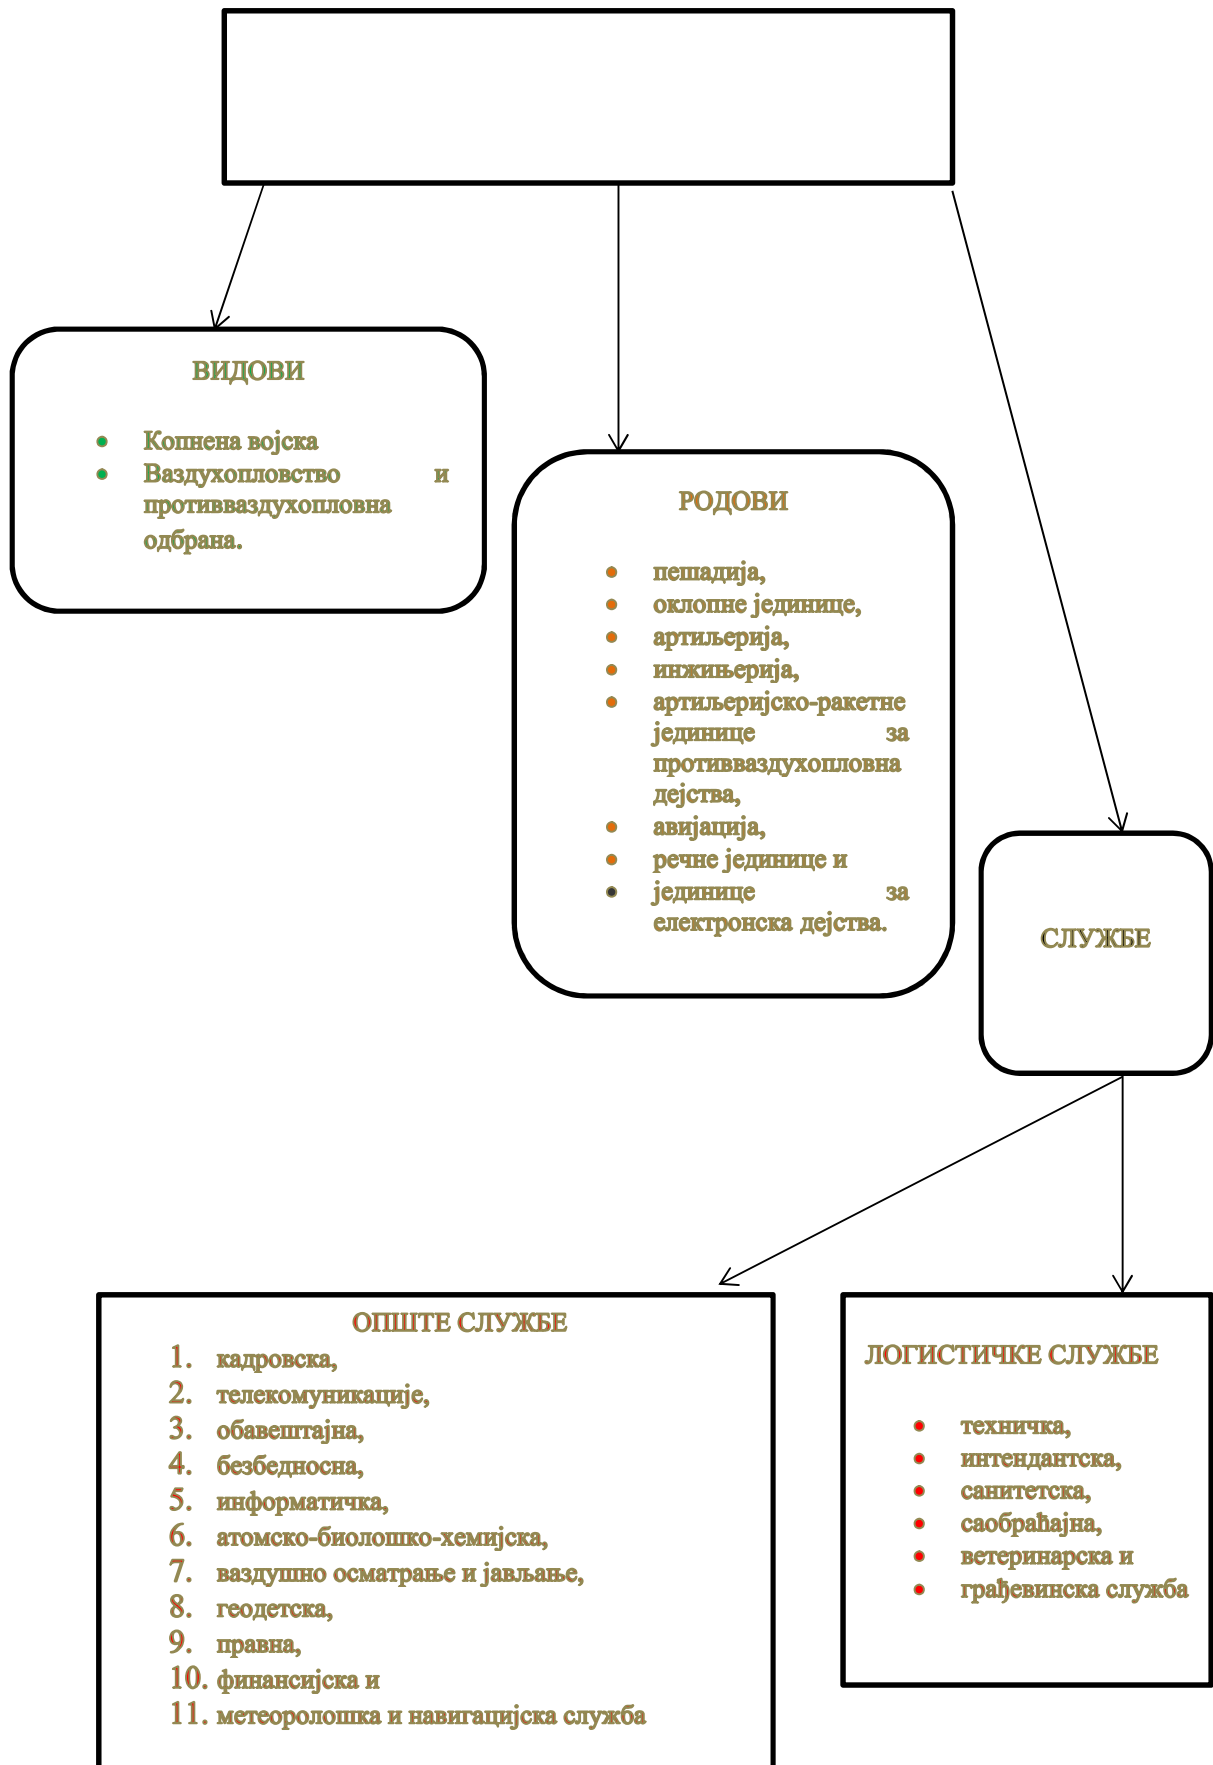 ВИДОВИ
Копнена војска
Ваздухопловство и
противваздухопловна
одбрана.
РОДОВИ
пешадија,
оклопне јединице,
артиљерија,
инжињерија,
артиљеријско-ракетне
јединице за
противваздухопловна
дејства,
авијација,
речне јединице и
јединице за
електронска дејства.
СЛУЖБЕ
ОПШТЕ СЛУЖБЕ
1. кадровска,
2. телекомуникације,
3. обавештајна,
4. безбедносна,
5. информатичка,
6. атомско-биолошко-хемијска,
7. ваздушно осматрање и јављање,
8. геодетска,
9. правна,
10. финансијска и
11. метеоролошка и навигацијска служба
ЛОГИСТИЧКЕ СЛУЖБЕ
техничка,
интендантска,
санитетска,
саобраћајна,
ветеринарска и
грађевинска служба